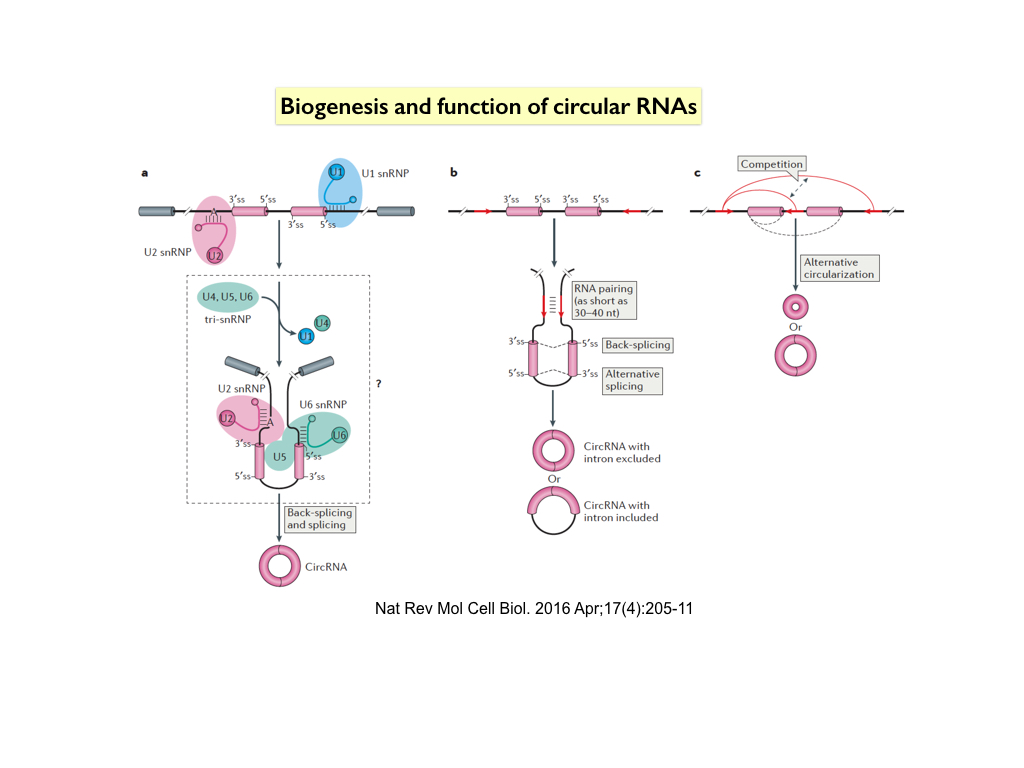 Biogenesis and function of circular RNAs
a
U1
U1 snRNP
3′ss 5′ss
A
3′ss 5′ss
U2 snRNP
U2
U4, U5, U6
tri-snRNP
U4
U1
?
U2 snRNP
U6 snRNP
U2
A
U6
3′ss
U5
5′ss
5′ss
3′ss
Back-splicing
and splicing
CircRNA
b
3′ss 5′ss 3′ss 5′ss
RNA pairing
(as short as
30–40 nt)
3′ss
5′ss
Back-splicing
5′ss
3′ss
Alternative
splicing
CircRNA with
intron excluded
Or
CircRNA with
intron included
c
Competition
Alternative
circularization
Or
Nat Rev Mol Cell Biol. 2016 Apr;17(4):205-11